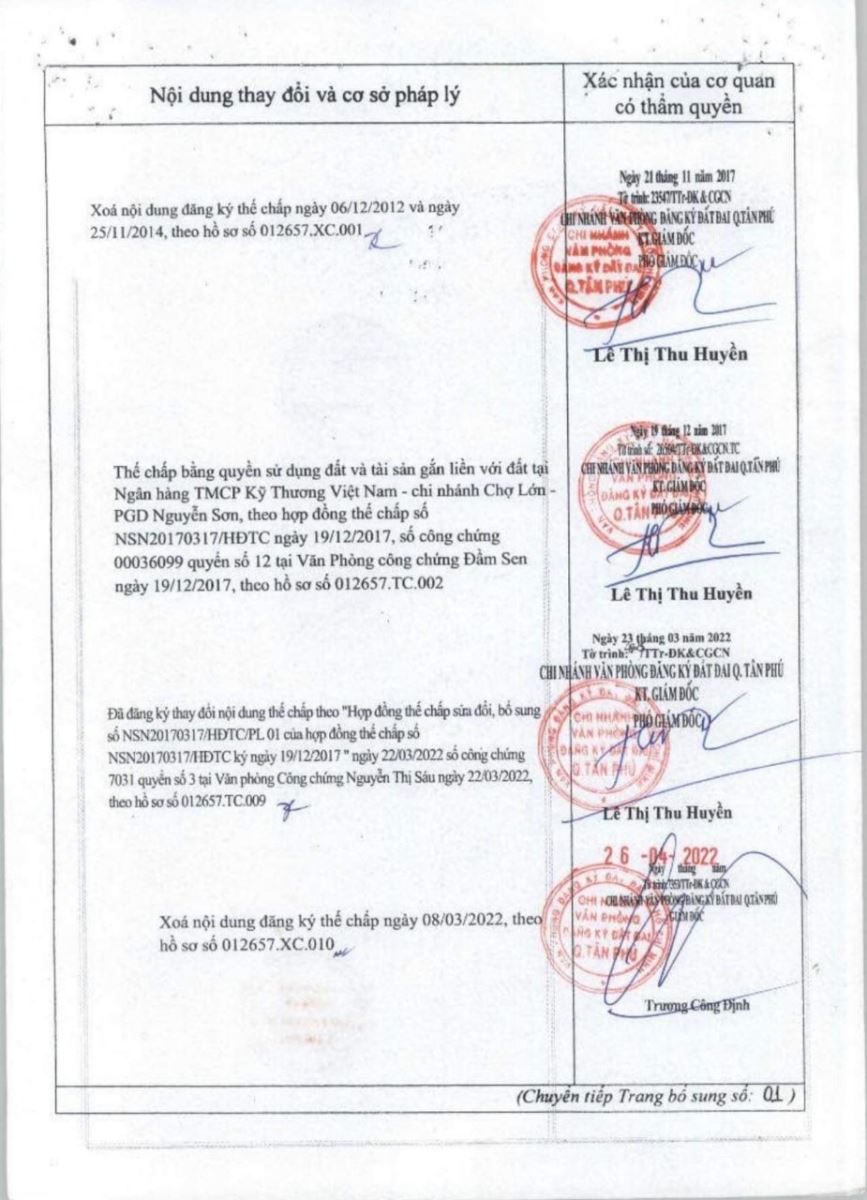 Nội dung thay đổi và cơ sở pháp lý
Xác nhận của cơ quan
có thẩm quyền
Xoá nội dung đăng ký thế chấp ngày 06/12/2012 và ngày
25/11/2014, theo hồ sơ số 012657.XC.001
Ngày 21 tháng 11 năm 2017
Tờ trình: 23547/TTr-ĐK & CGCN
CHI NHÁNH VĂN PHÒNG ĐĂNG KÝ ĐẤT ĐAI Q.TÂN PHÚ
KT.GIÁM ĐỐC
PHÓ GIÁM ĐỐC
CHI NHÁNH
VĂN PHÒNG
ĐĂNG KÝ ĐẤT ĐAI
Q.TÂN PHÚ
Lê Thị Thu Huyền
Thế chấp bằng quyền sử dụng đất và tài sản gắn liền với đất tại
Ngân hàng TMCP Kỹ Thương Việt Nam - chi nhánh Chợ Lớn -
PGD Nguyễn Sơn, theo hợp đồng thế chấp số
NSN20170317/HĐTC ngày 19/12/2017, số công chứng
00036099 quyển số 12 tại Văn Phòng công chứng Đầm Sen
ngày 19/12/2017, theo hồ sơ số 012657.TC.002
Ngày 19 tháng 12 năm 2017
Tờ trình số: /TTr-ĐK&CGCN.TC
CHI NHÁNH VĂN PHÒNG ĐĂNG KÝ ĐẤT ĐAI Q.TÂN PHÚ
KT.GIÁM ĐỐC
PHÓ GIÁM ĐỐC
VĂN PHÒNG
ĐĂNG KÝ ĐẤT ĐAI
Q.TÂN PHÚ
Lê Thị Thu Huyền
Đã đăng ký thay đổi nội dung thế chấp theo "Hợp đồng thế chấp sửa đổi, bổ sung
số NSN20170317/HĐTC/PL 01 của hợp đồng thế chấp số
NSN20170317/HĐTC ký ngày 19/12/2017 " ngày 22/03/2022 số công chứng
7031 quyển số 3 tại Văn phòng Công chứng Nguyễn Thị Sáu ngày 22/03/2022,
theo hồ sơ số 012657.TC.009
Ngày 23 tháng 03 năm 2022
Tờ trình: /TTr-ĐK&CGCN
CHI NHÁNH VĂN PHÒNG ĐĂNG KÝ ĐẤT ĐAI Q. TÂN PHÚ
KT. GIÁM ĐỐC
PHÓ GIÁM ĐỐC
CHI NHÁNH
VĂN PHÒNG
ĐĂNG KÝ ĐẤT ĐAI
Q.TÂN PHÚ
Lê Thị Thu Huyền
Xoá nội dung đăng ký thế chấp ngày 08/03/2022, theo
hồ sơ số 012657.XC.010
26 -04- 2022
Ngày tháng năm
Tờ trình: /TTr-ĐK & CGCN
CHI NHÁNH VĂN PHÒNG ĐĂNG KÝ ĐẤT ĐAI Q.TÂN PHÚ
GIÁM ĐỐC
CHI NHÁNH
VĂN PHÒNG
ĐĂNG KÝ ĐẤT ĐAI
Q.TÂN PHÚ
Trương Công Định
(Chuyển tiếp Trang bổ sung số: 01 )